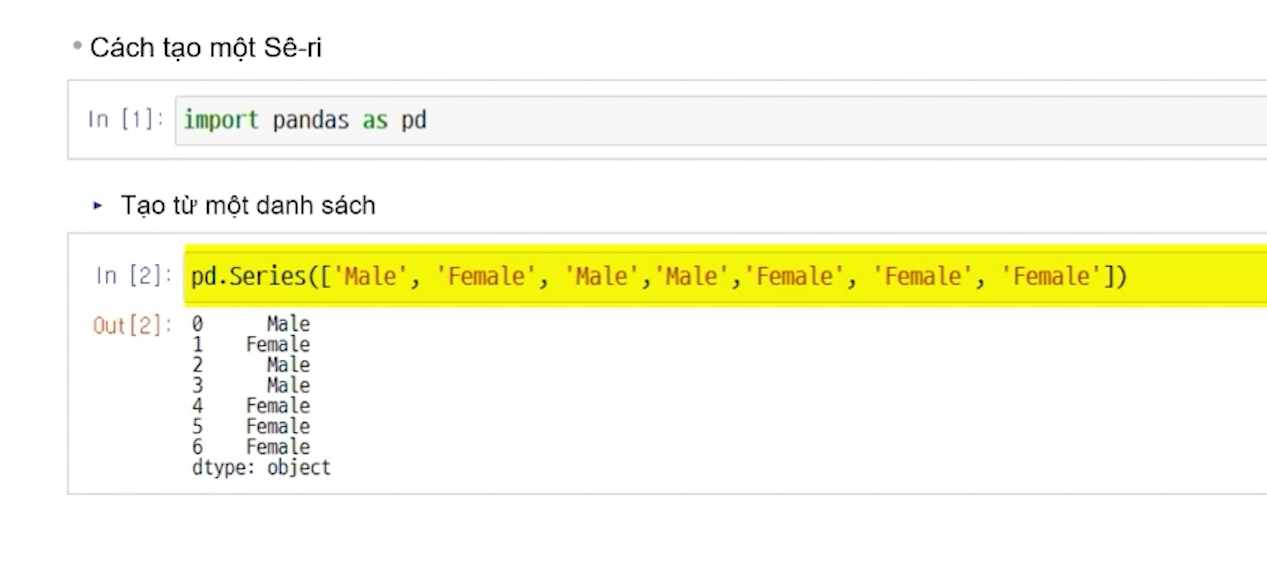 • Cách tạo một Sê-ri
In [1]: import pandas as pd
► Tạo từ một danh sách
In [2]: pd.Series(['Male', 'Female', 'Male','Male','Female', 'Female', 'Female'])
Out[2]: 0 Male
1 Female
2 Male
3 Male
4 Female
5 Female
6 Female
dtype: object